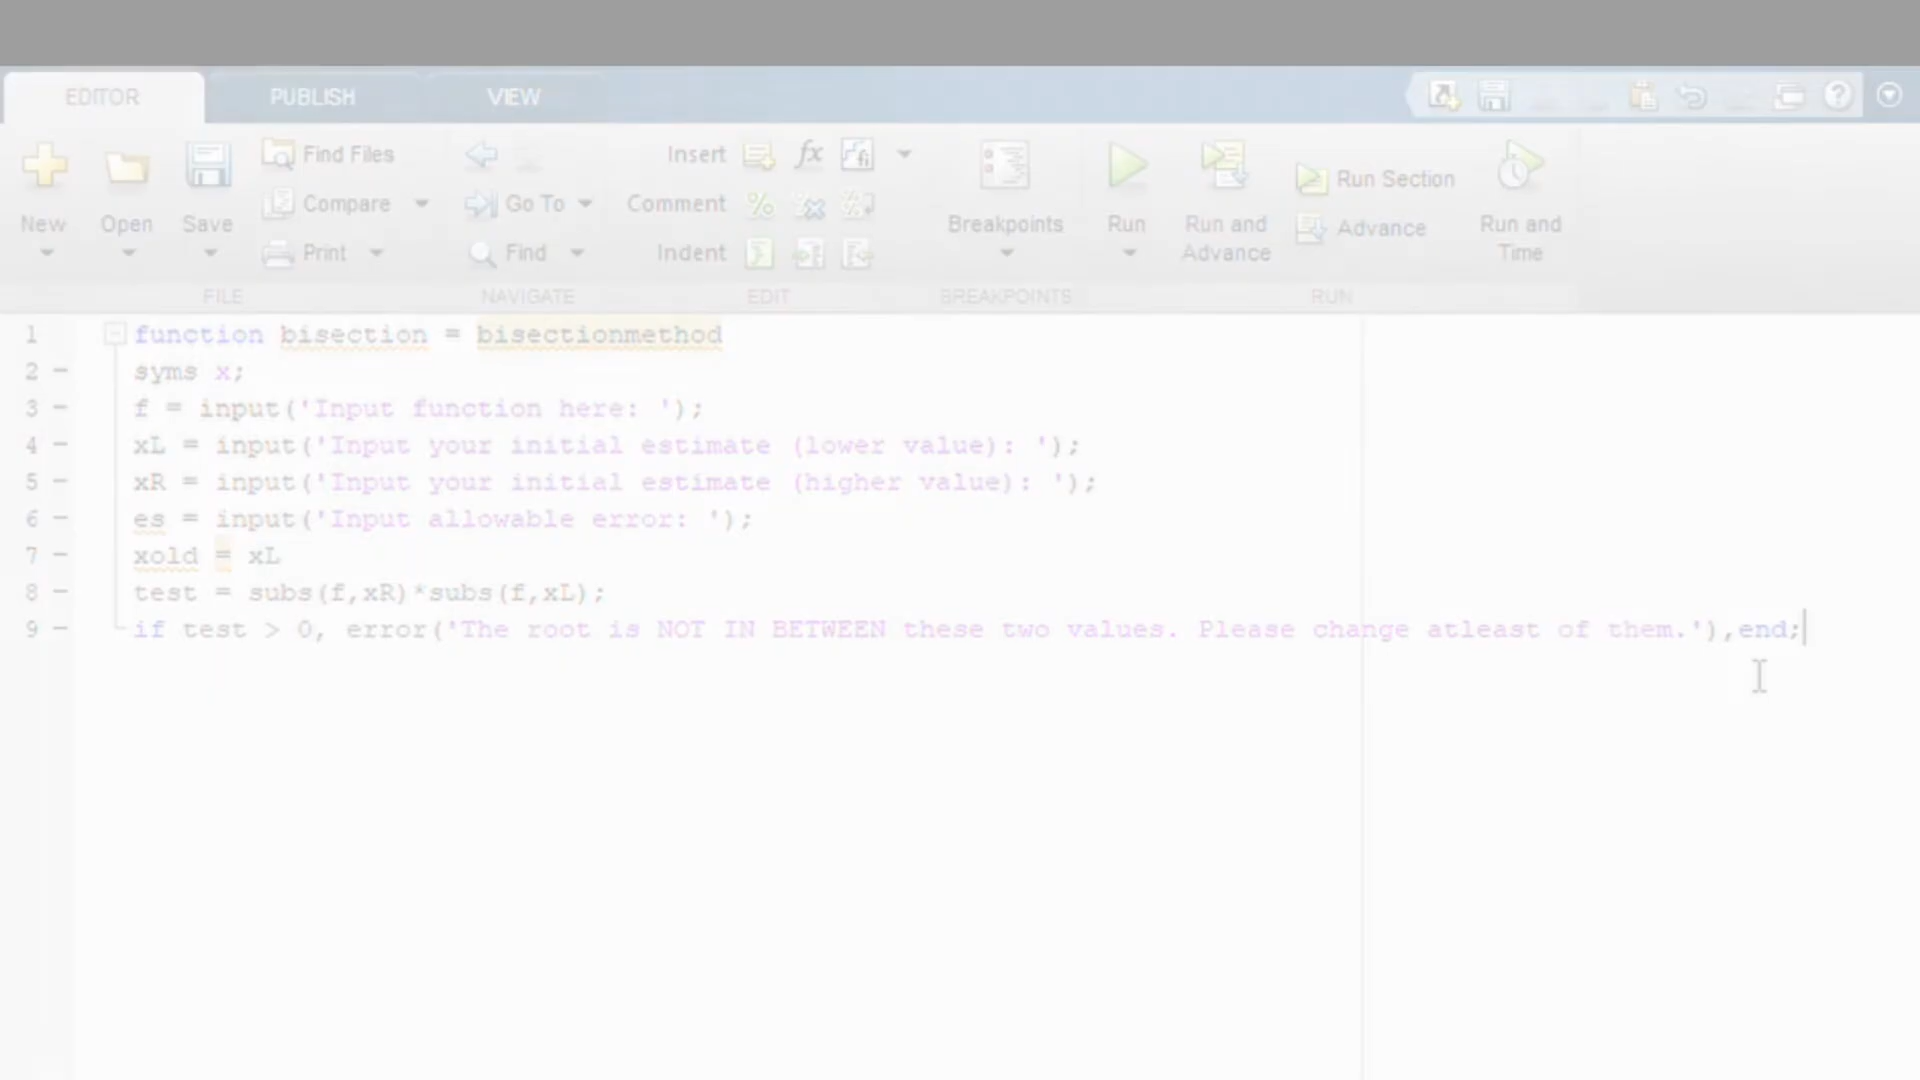 EDITOR PUBLISH VIEW
Find Files Insert fx
Compare Go To Comment
New Open Save Breakpoints Run Run and Advance Run Section Advance Run and Time
Print Find Indent
FILE NAVIGATE EDIT BREAKPOINTS RUN
1 function bisection = bisectionmethod
2 - syms x;
3 - f = input('Input function here: ');
4 - xL = input('Input your initial estimate (lower value): ');
5 - xR = input('Input your initial estimate (higher value): ');
6 - es = input('Input allowable error: ');
7 - xold = xL
8 - test = subs(f,xR)*subs(f,xL);
9 - if test > 0, error('The root is NOT IN BETWEEN these two values. Please change atleast of them.'),end;